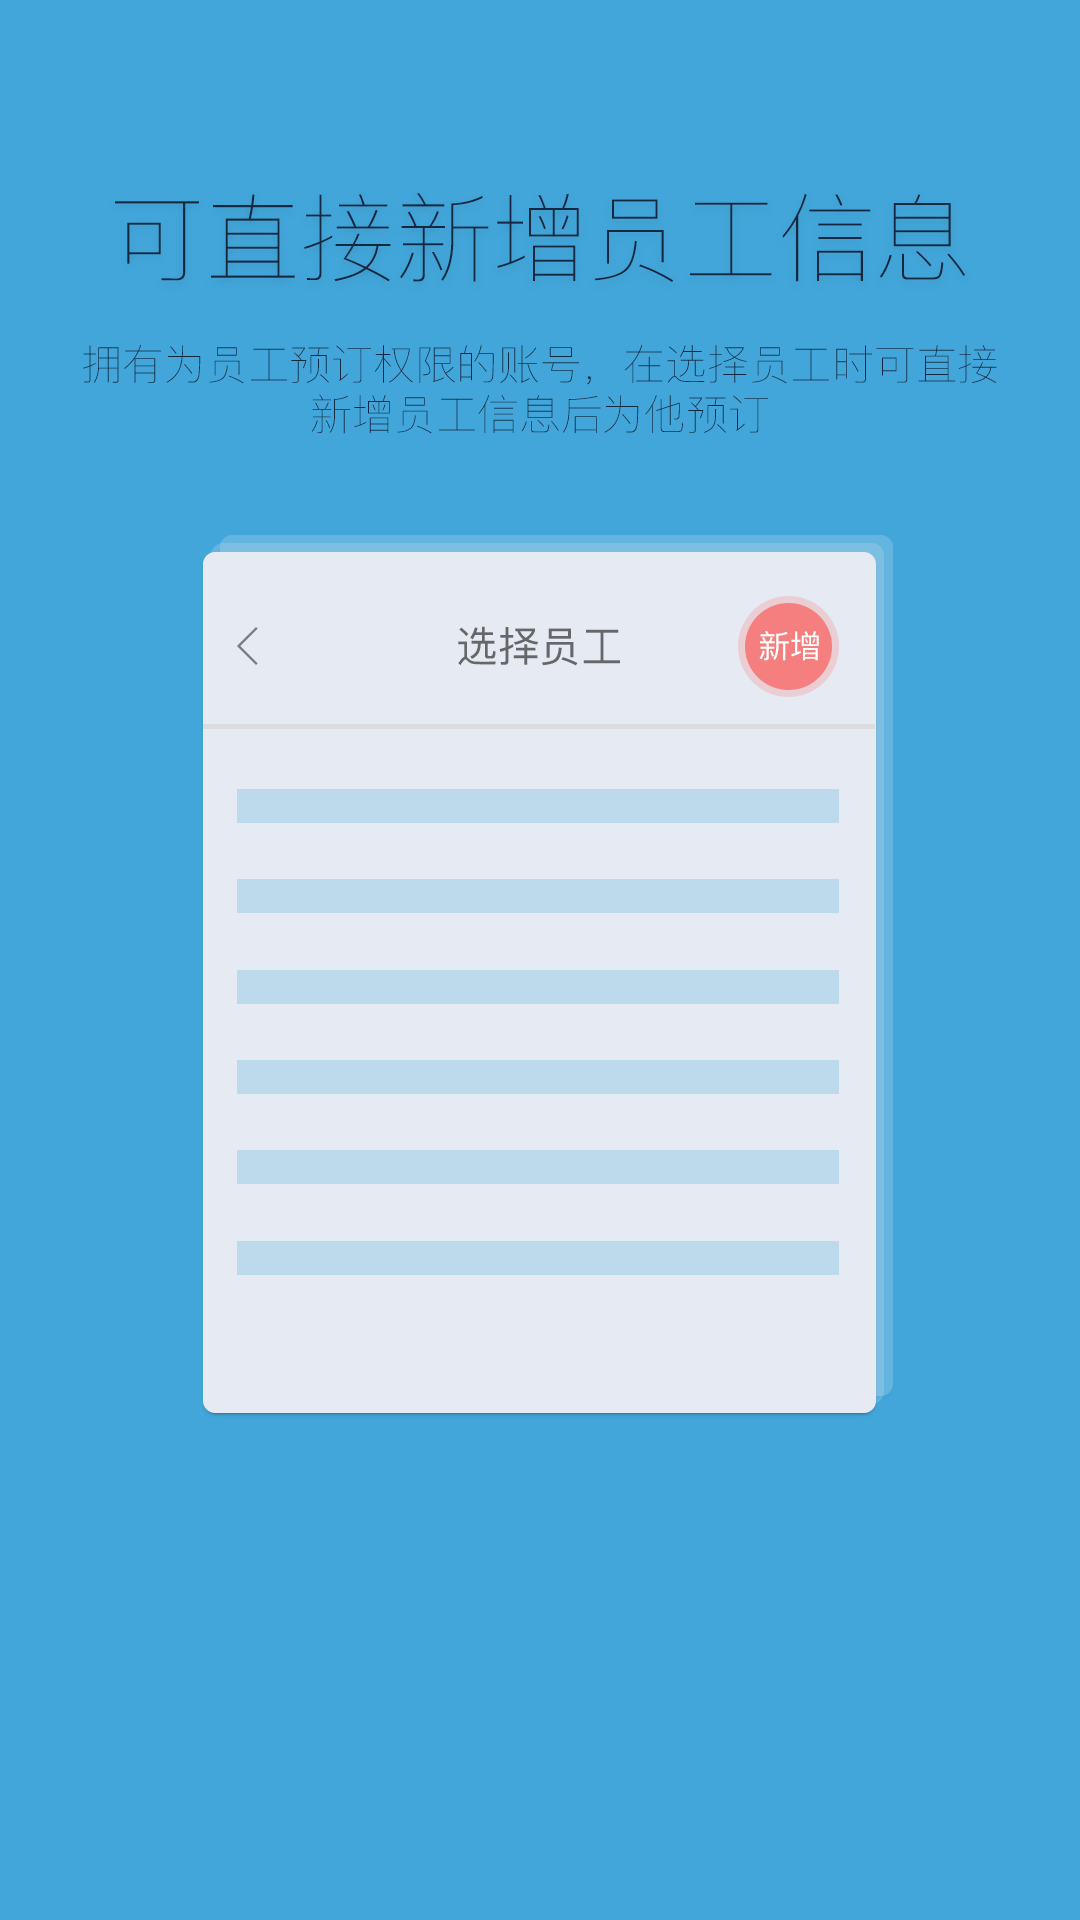 可直接新增员工信息
拥有为员工预订权限的账号，在选择员工时可直接
新增员工信息后为他预订
选择员工
新增